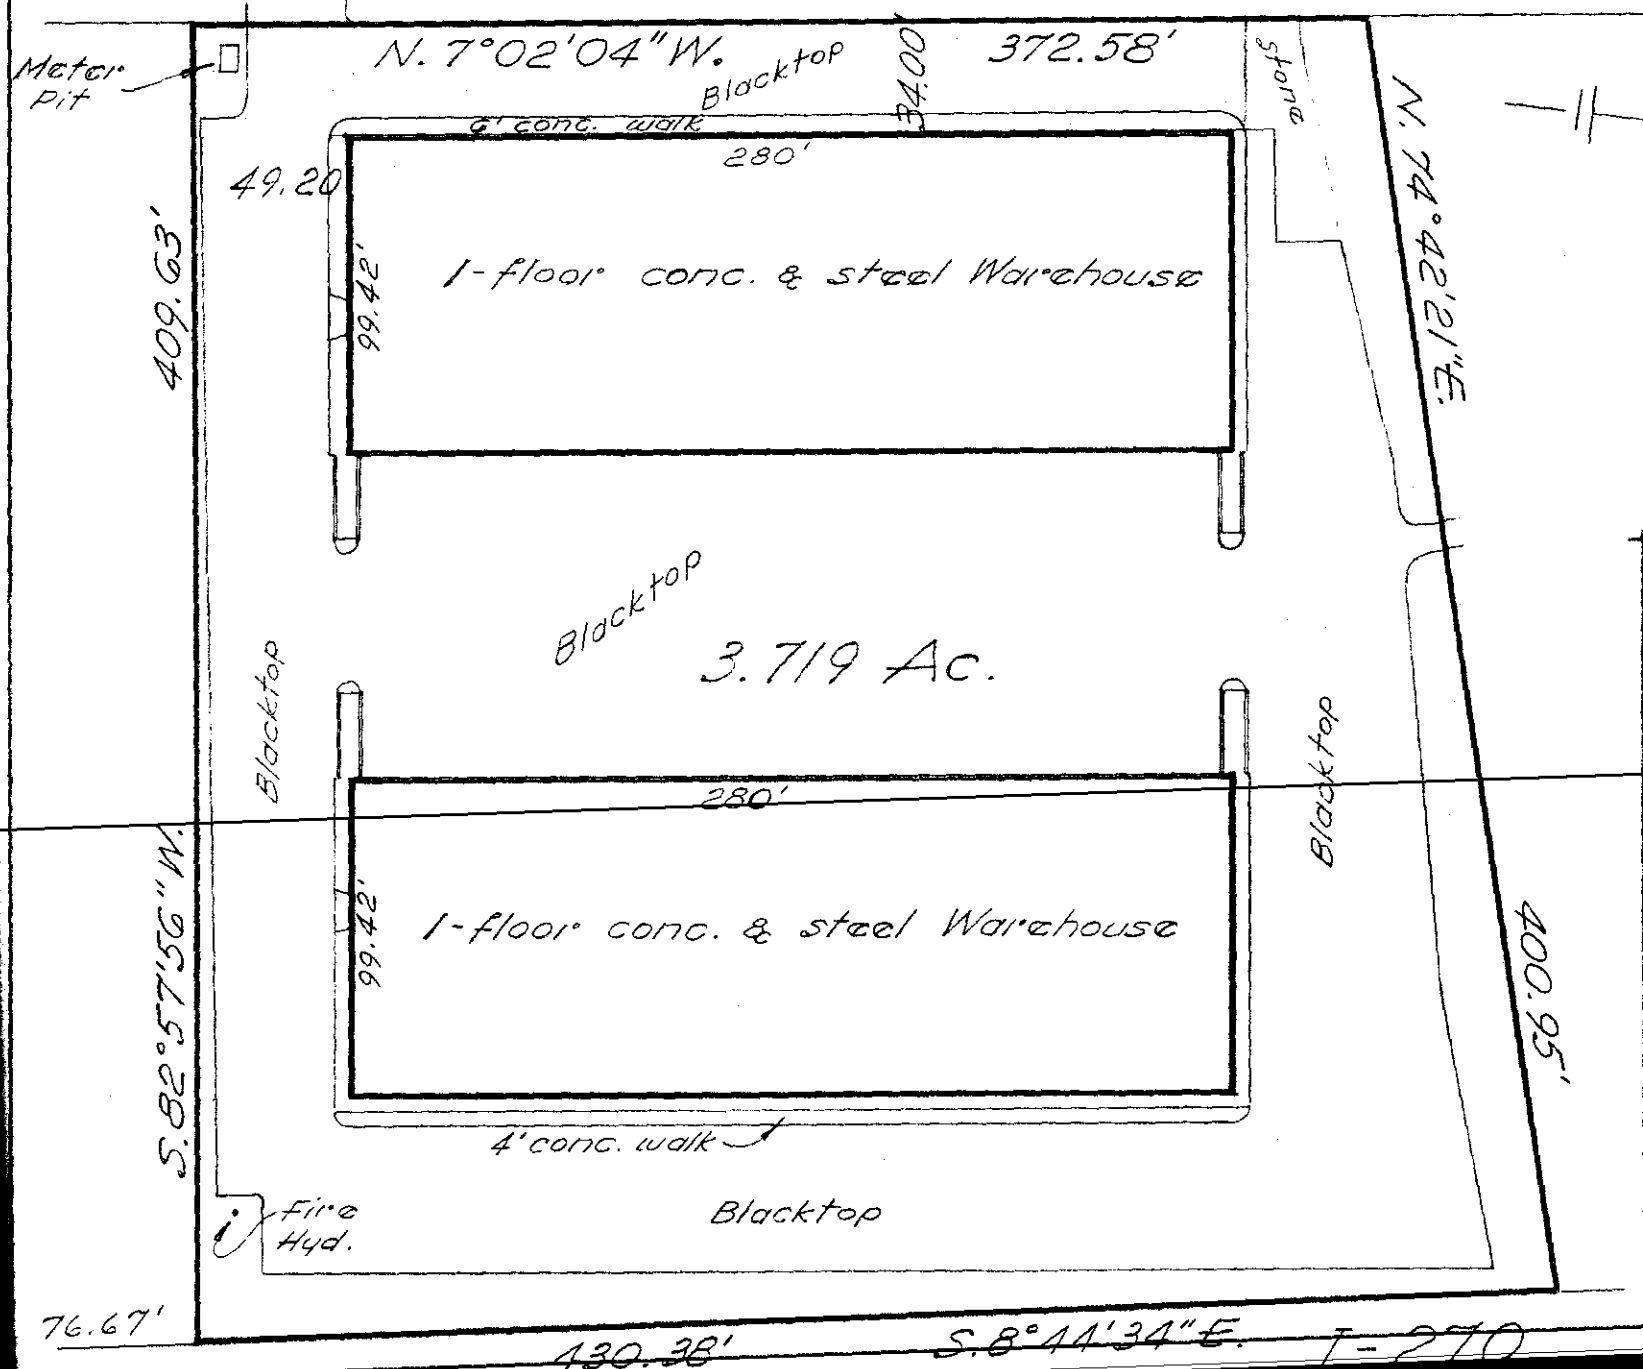 Meter
Pit
N. 7°02'04"W.
Blacktop
34.00
372.58'
Stone
6' conc. walk
280'
49.20
N. 74°42'21"E.
409.63'
99.42'
1-floor conc. & steel Warehouse
Blacktop
3.719 Ac.
Blacktop
Blacktop
280'
S.82°57'56"W.
99.42'
1-floor conc. & steel Warehouse
400.95'
4' conc. walk
Fire
Hyd.
Blacktop
76.67'
430.38'
S.8°44'34"E.
I-270